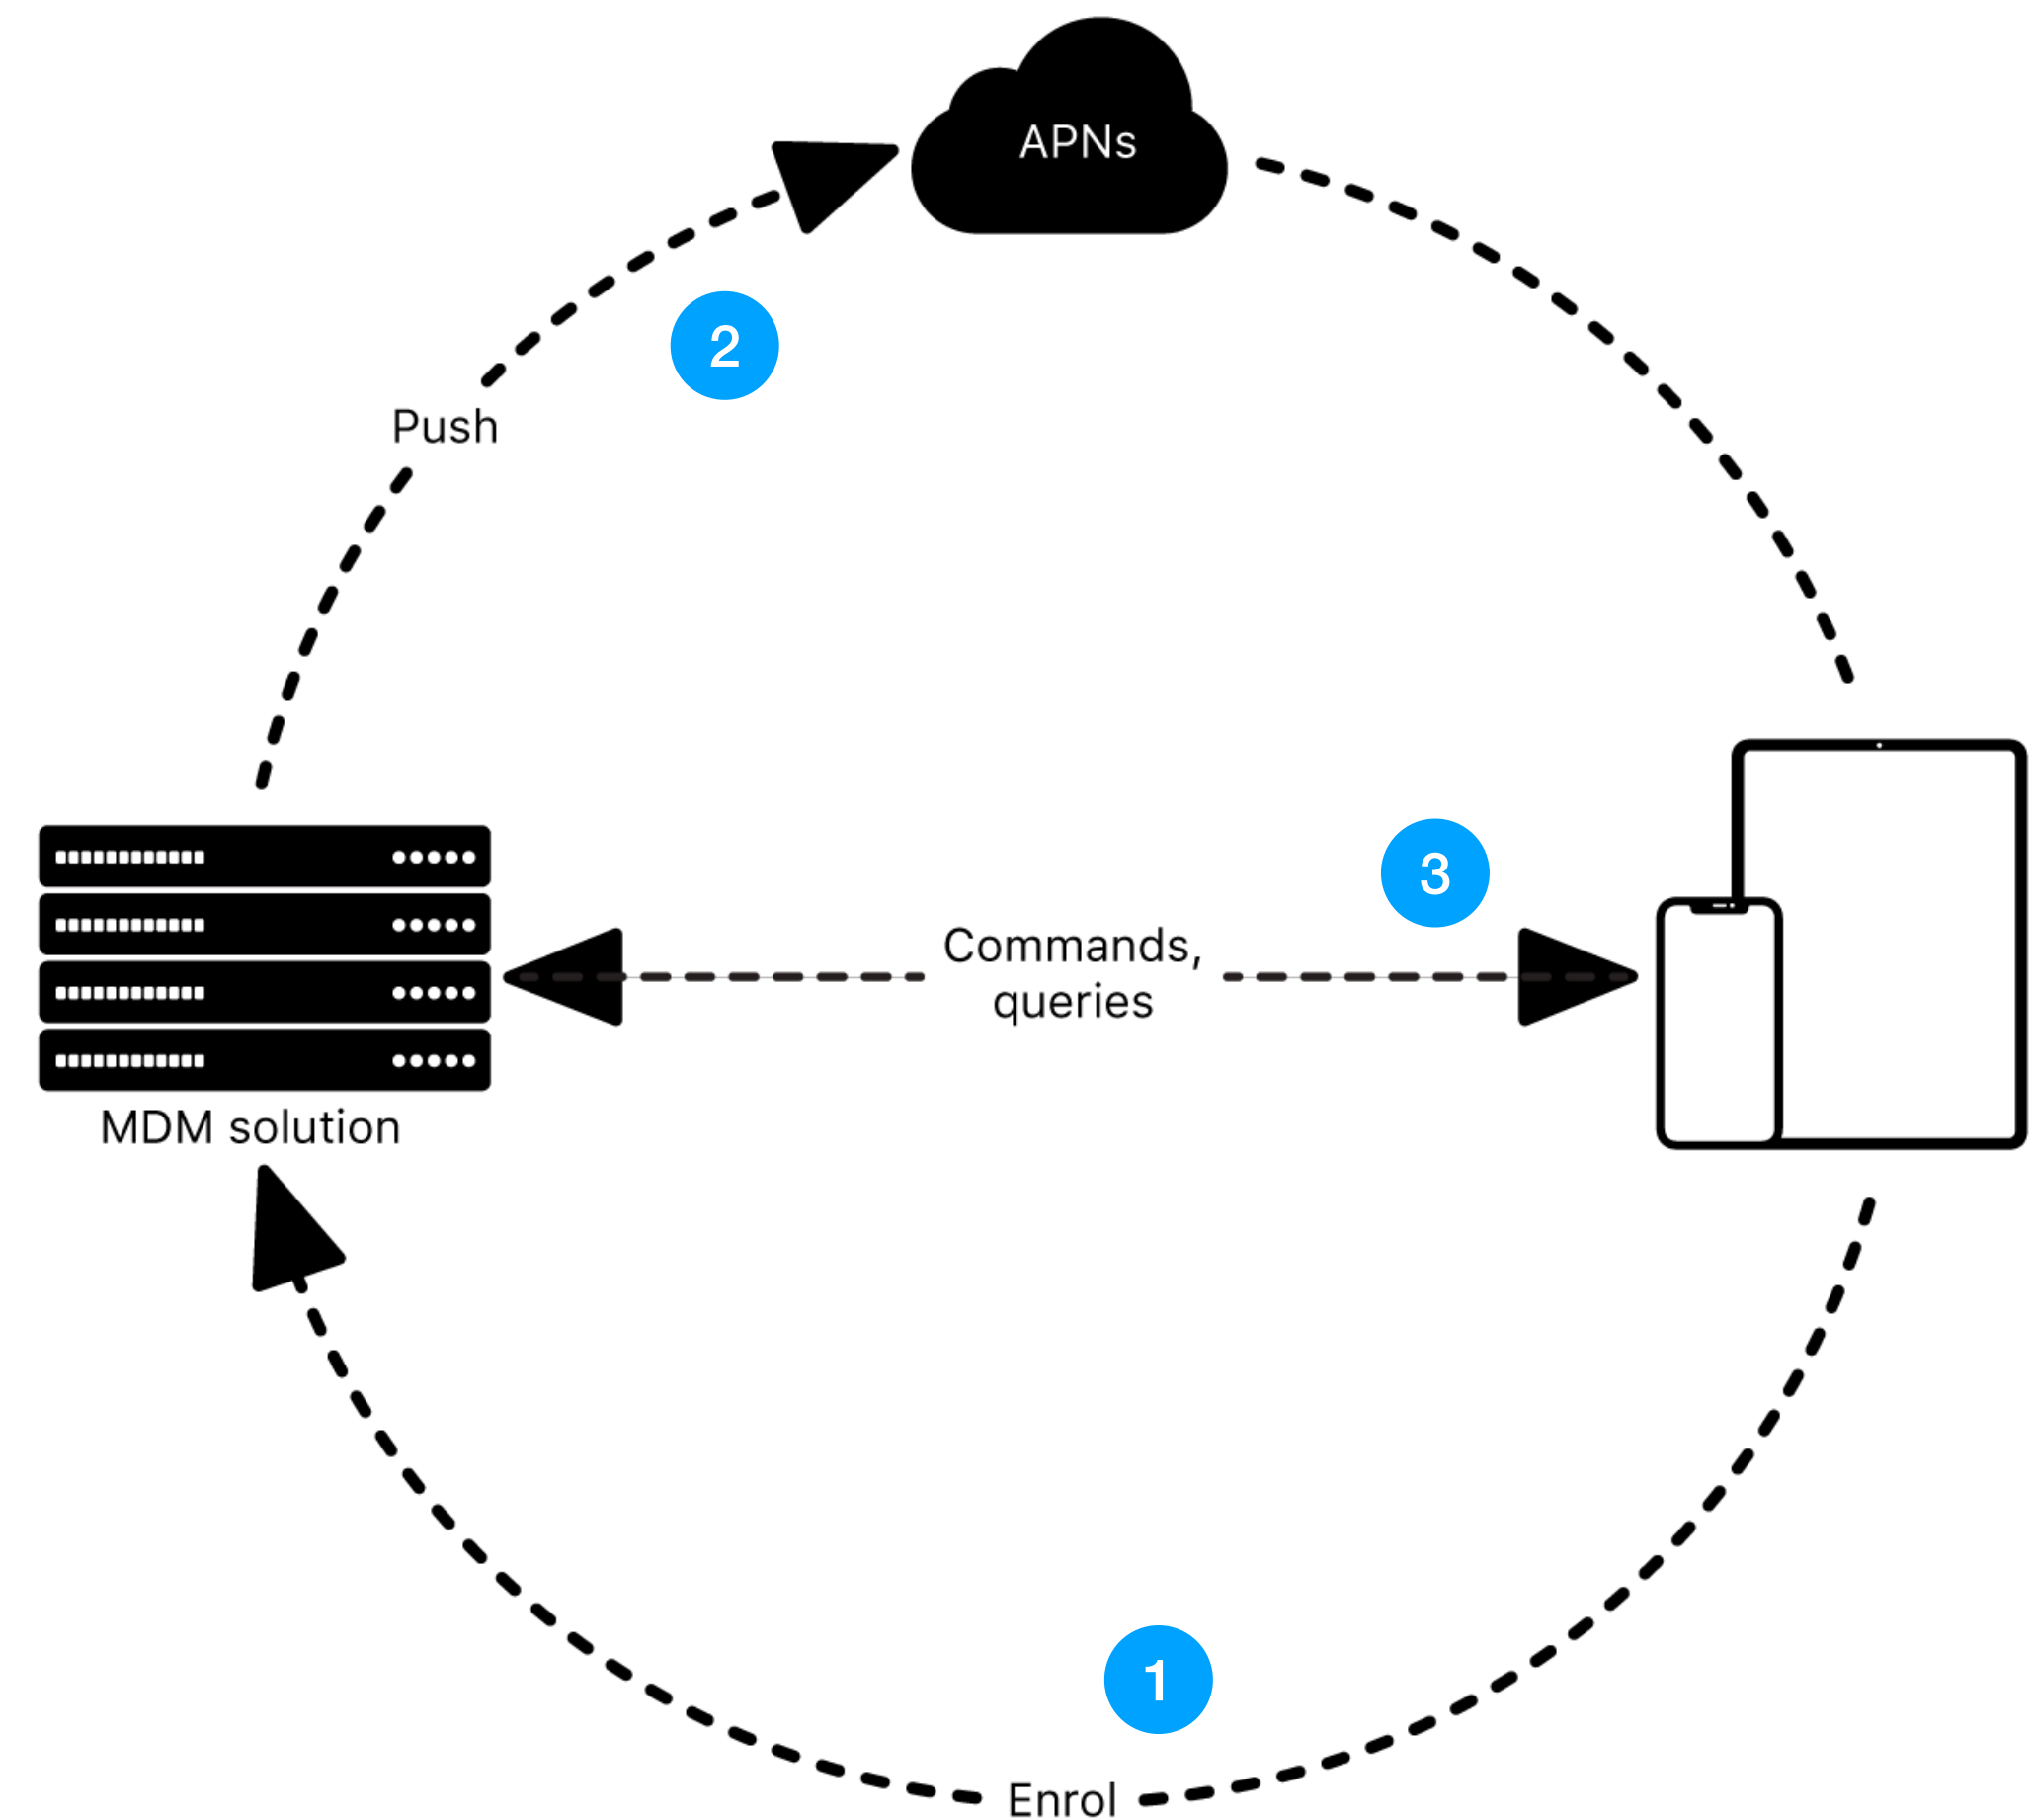 APNs
2
Push
3
Commands,
queries
MDM solution
1
Enrol